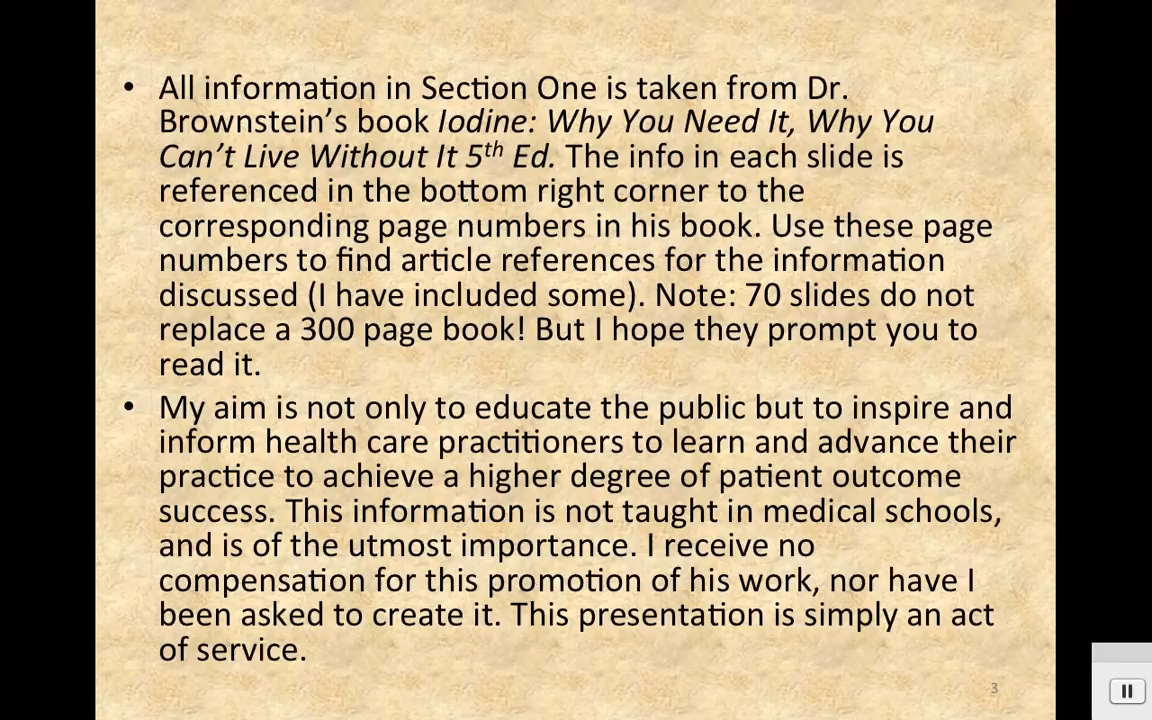 • All information in Section One is taken from Dr.
Brownstein's book Iodine: Why You Need It, Why You
Can't Live Without It 5th Ed. The info in each slide is
referenced in the bottom right corner to the
corresponding page numbers in his book. Use these page
numbers to find article references for the information
discussed (I have included some). Note: 70 slides do not
replace a 300 page book! But I hope they prompt you to
read it.
• My aim is not only to educate the public but to inspire and
inform health care practitioners to learn and advance their
practice to achieve a higher degree of patient outcome
success. This information is not taught in medical schools,
and is of the utmost importance. I receive no
compensation for this promotion of his work, nor have I
been asked to create it. This presentation is simply an act
of service.
3